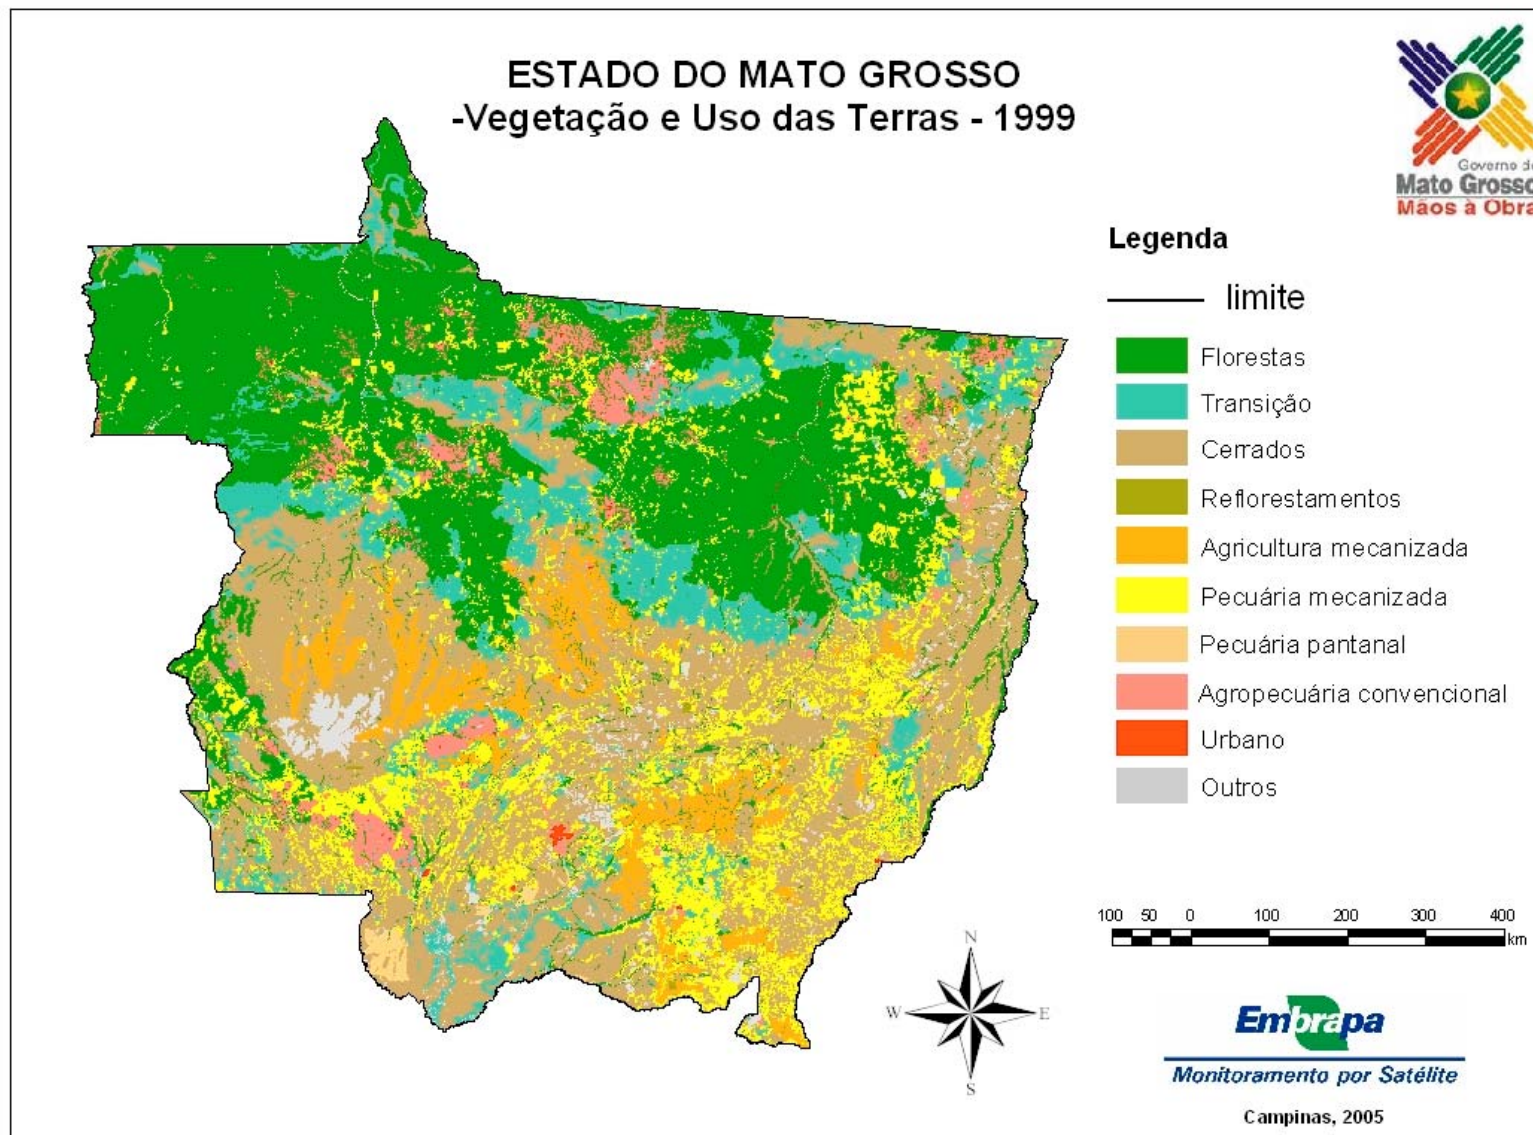 ESTADO DO MATO GROSSO
-Vegetação e Uso das Terras - 1999
Governo de
Mato Grosso
Mãos à Obra
Legenda
limite
Florestas
Transição
Cerrados
Reflorestamentos
Agricultura mecanizada
Pecuária mecanizada
Pecuária pantanal
Agropecuária convencional
Urbano
Outros
100 50 0 100 200 300 400
km
N
W E
S
Embrapa
Monitoramento por Satélite
Campinas, 2005